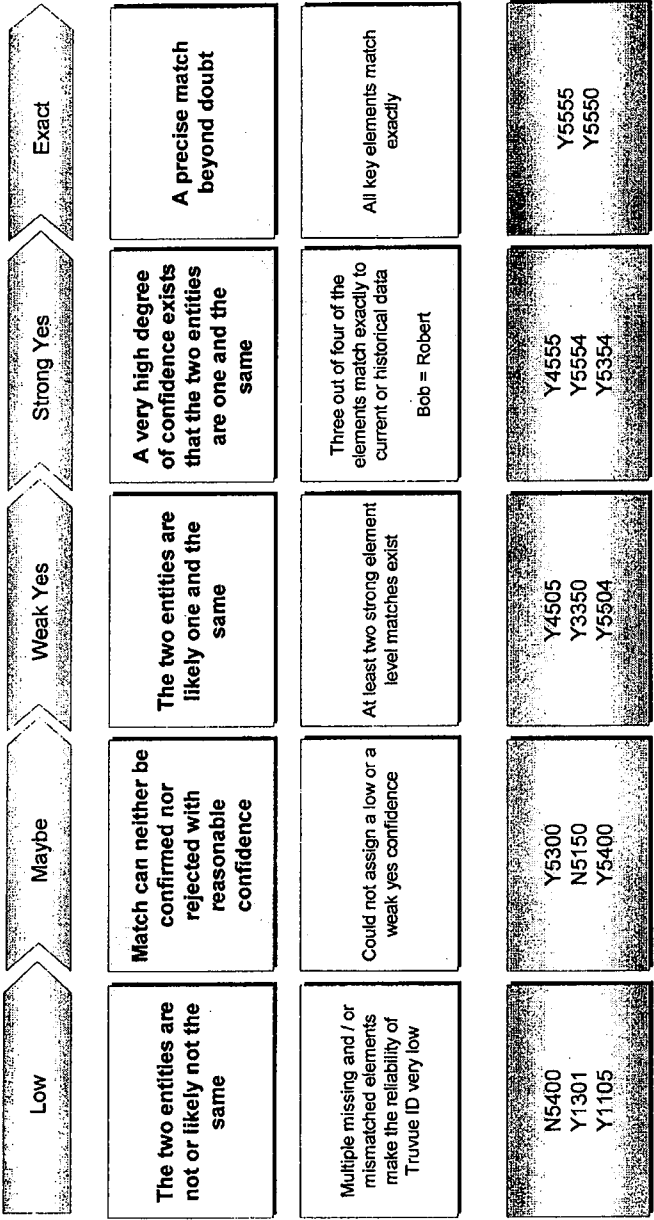 Low
Maybe
Weak Yes
Strong Yes
Exact
The two entities are
not or likely not the
same
Match can neither be
confirmed nor
rejected with
reasonable
confidence
The two entities are
likely one and the
same
A very high degree
of confidence exists
that the two entities
are one and the
same
A precise match
beyond doubt
Multiple missing and / or
mismatched elements
make the reliability of
Truvue ID very low
Could not assign a low or a
weak yes confidence
At least two strong element
level matches exist
Three out of four of the
elements match exactly to
current or historical data
Bob = Robert
All key elements match
exactly
N5400
Y1301
Y1105
Y5300
N5150
Y5400
Y4505
Y3350
Y5504
Y4555
Y5554
Y5354
Y5555
Y5550